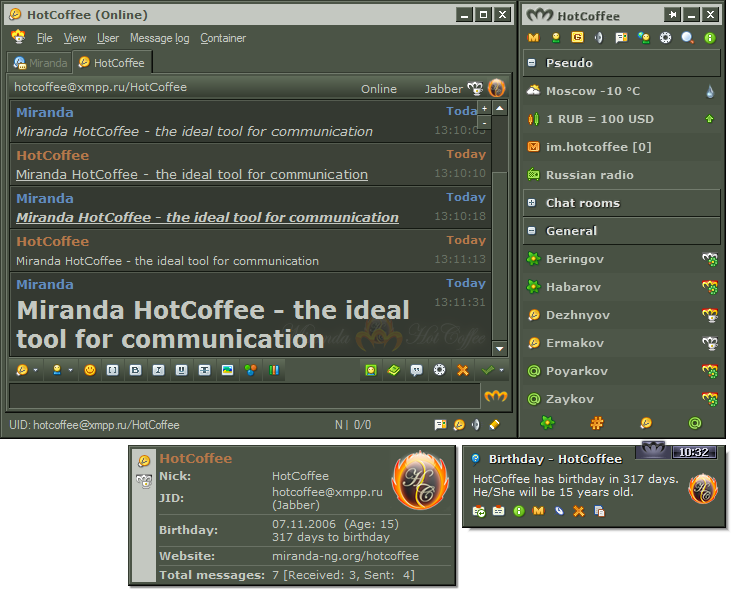 HotCoffee (Online)
File View User Message log Container
Miranda HotCoffee
hotcoffee@xmpp.ru/HotCoffee Online Jabber
Miranda Today
Miranda HotCoffee - the ideal tool for communication 13:10:03
HotCoffee Today
Miranda HotCoffee - the ideal tool for communication 13:10:10
Miranda Today
Miranda HotCoffee - the ideal tool for communication 13:10:18
HotCoffee Today
Miranda HotCoffee - the ideal tool for communication 13:11:13
Miranda Today
Miranda HotCoffee - the ideal 13:11:31
tool for communication
Miranda Hot Coffee
UID: hotcoffee@xmpp.ru/HotCoffee N | 0/0
HotCoffee
Pseudo
Moscow -10 °C
1 RUB = 100 USD
im.hotcoffee [0]
Russian radio
Chat rooms
General
Beringov
Habarov
Dezhnyov
Ermakov
Poyarkov
Zaykov
HotCoffee
Nick: HotCoffee
JID: hotcoffee@xmpp.ru
(Jabber)
Birthday: 07.11.2006 (Age: 15)
317 days to birthday
Website: miranda-ng.org/hotcoffee
Total messages: 7 [Received: 3, Sent: 4]
HC
Birthday - HotCoffee 10:32
HotCoffee has birthday in 317 days.
He/She will be 15 years old.
HC